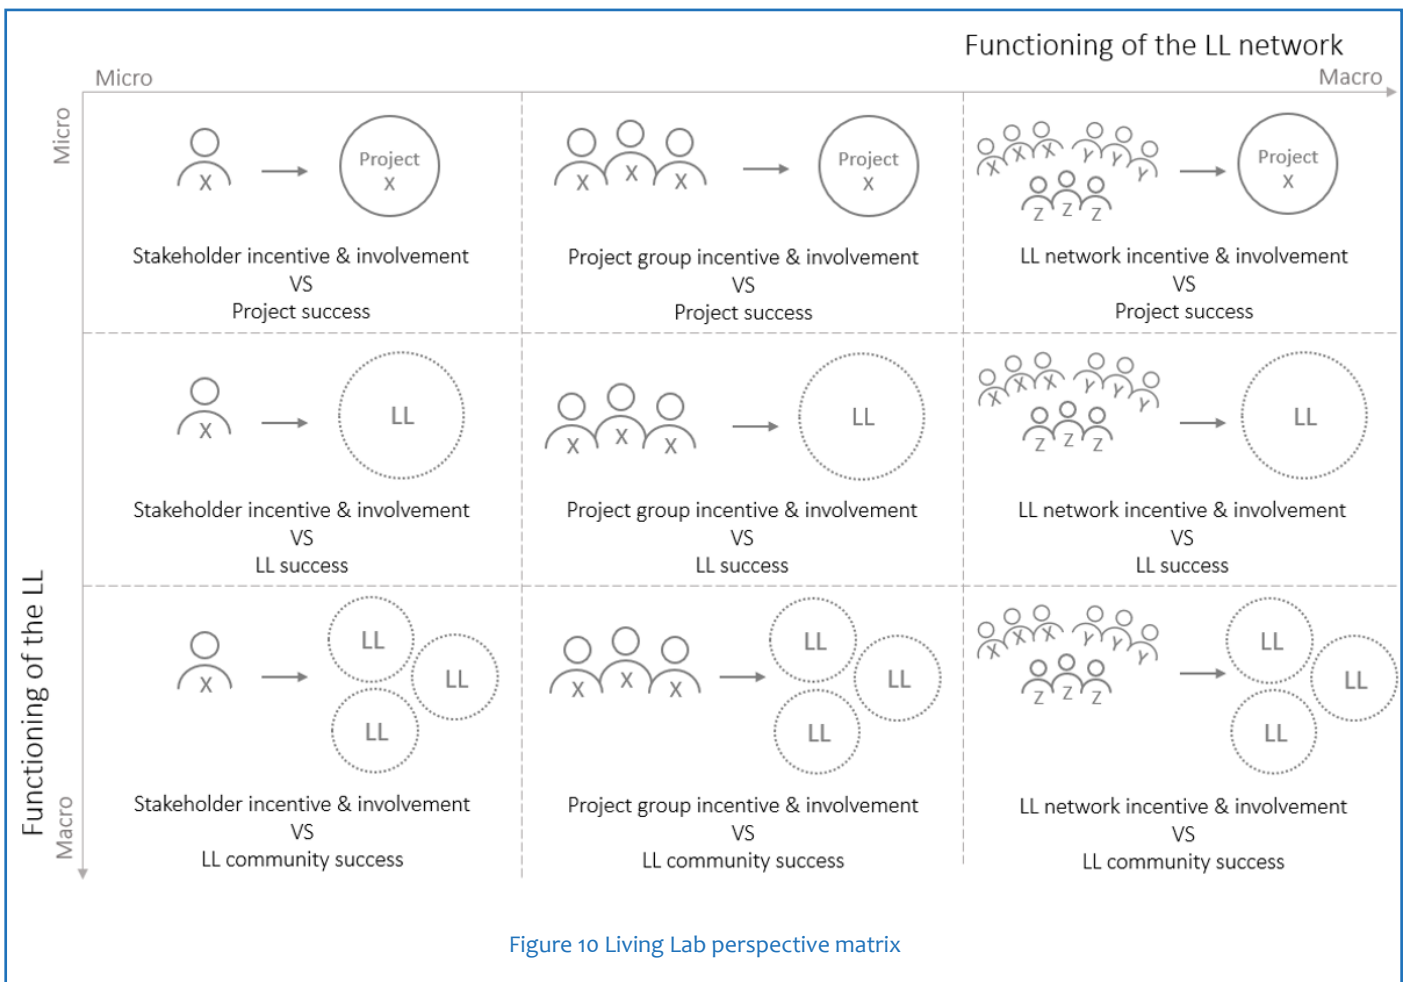 Functioning of the LL network
Micro
Macro
Micro
X
Project
X
Stakeholder incentive & involvement
VS
Project success
X X X
Project
X
Project group incentive & involvement
VS
Project success
X X X Y Y Y
Z Z Z
Project
X
LL network incentive & involvement
VS
Project success
X
LL
Stakeholder incentive & involvement
VS
LL success
X X X
LL
Project group incentive & involvement
VS
LL success
X X X Y Y Y
Z Z Z
LL
LL network incentive & involvement
VS
LL success
Functioning of the LL
Macro
X
LL
LL
LL
Stakeholder incentive & involvement
VS
LL community success
X X X
LL
LL
LL
Project group incentive & involvement
VS
LL community success
X X X Y Y Y
Z Z Z
LL
LL
LL
LL network incentive & involvement
VS
LL community success
Figure 10 Living Lab perspective matrix